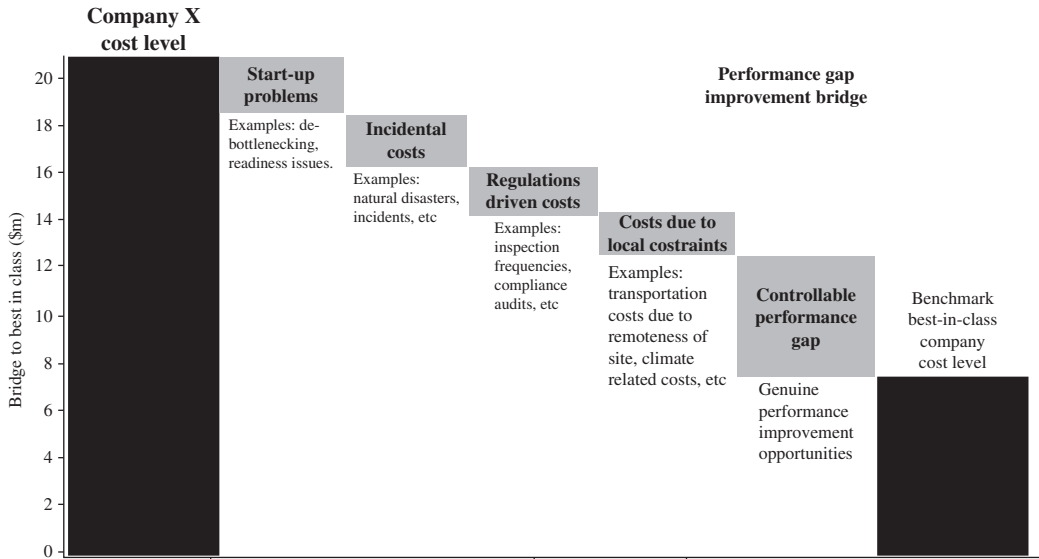 Company X
cost level
Performance gap
improvement bridge
Bridge to best in class ($m)
20
18
16
14
12
10
8
6
4
2
0
Start-up
problems
Examples: de-
bottlenecking,
readiness issues.
Incidental
costs
Examples:
natural disasters,
incidents, etc
Regulations
driven costs
Examples:
inspection
frequencies,
compliance
audits, etc
Costs due to
local costraints
Examples:
transportation
costs due to
remoteness of
site, climate
related costs, etc
Controllable
performance
gap
Genuine
performance
improvement
opportunities
Benchmark
best-in-class
company
cost level